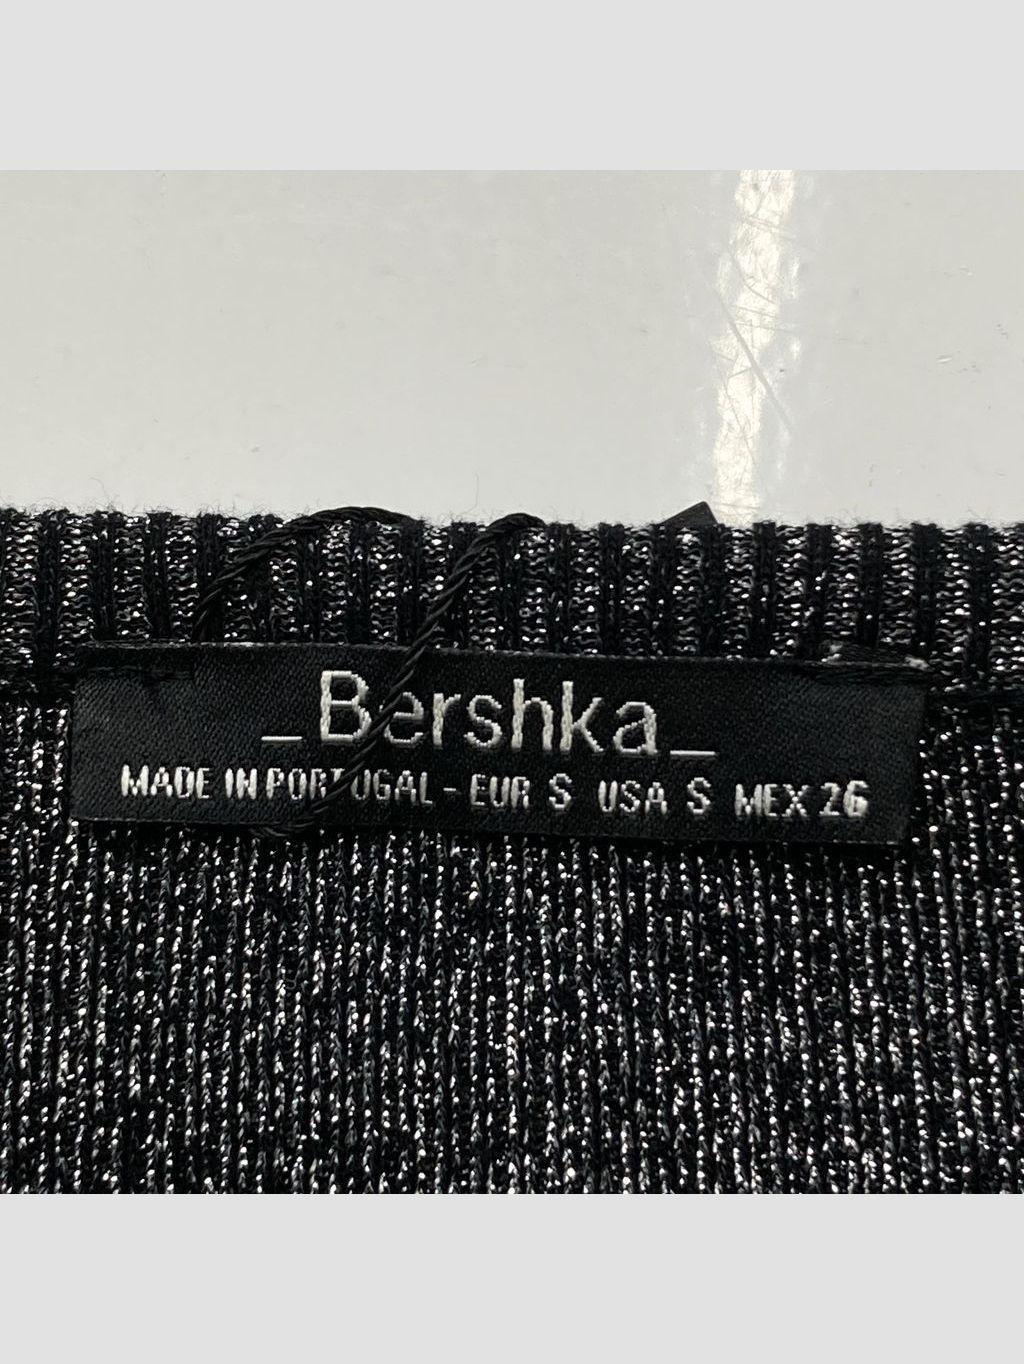 _Bershka_
MADE IN PORTUGAL - EUR S USA S MEX 26